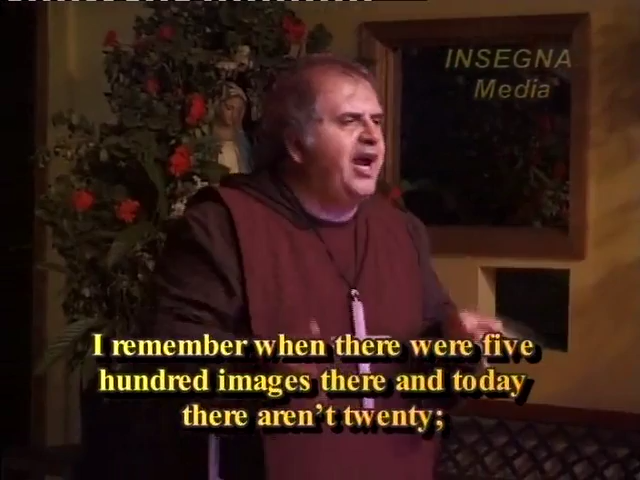 INSEGNA
Media
I remember when there were five
hundred images there and today
there aren't twenty;